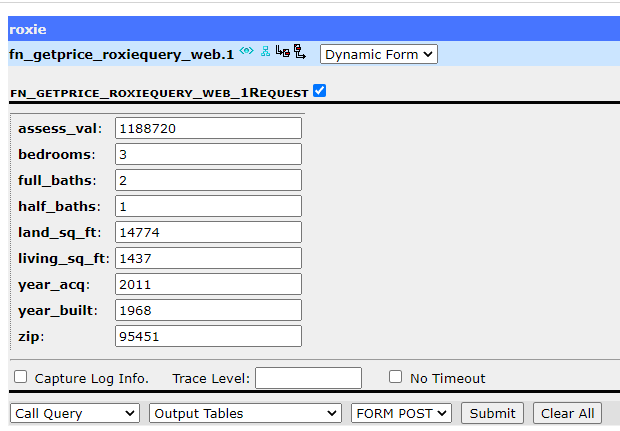 roxie
fn_getprice_roxiequery_web.1 Dynamic Form
FN_GETPRICE_ROXIEQUERY_WEB_1REQUEST
assess_val: 1188720
bedrooms: 3
full_baths: 2
half_baths: 1
land_sq_ft: 14774
living_sq_ft: 1437
year_acq: 2011
year_built: 1968
zip: 95451
Capture Log Info. Trace Level: No Timeout
Call Query Output Tables FORM POST Submit Clear All